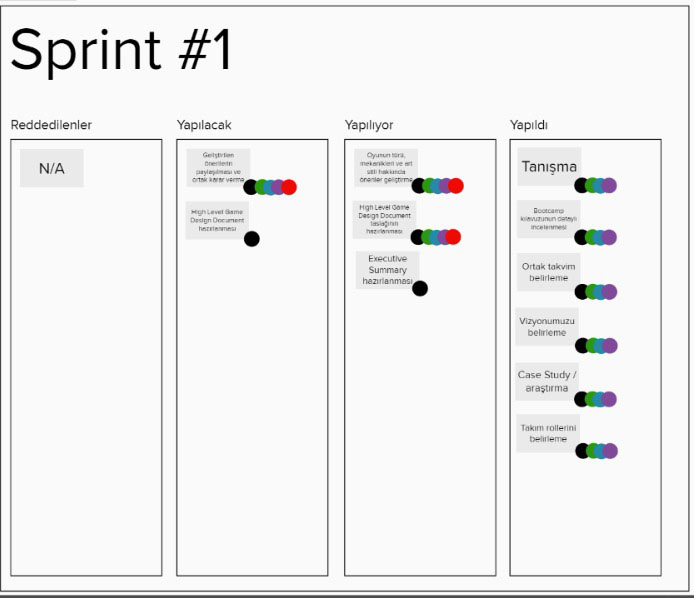 Sprint #1
Reddedilenler
N/A
Yapılacak
Geliştirilen
önerilerin
paylaşılması ve
ortak karar verme
High Level Game
Design Document
hazırlanması
Yapılıyor
Oyunun türü,
mekanikleri ve art
stili hakkında
öneriler geliştirme
High Level Game
Design Document
taslağının
hazırlanması
Executive
Summary
hazırlanması
Yapıldı
Tanışma
Bootcamp
kılavuzunun detaylı
incelenmesi
Ortak takvim
belirleme
Vizyonumuzu
belirleme
Case Study /
araştırma
Takım rollerini
belirleme